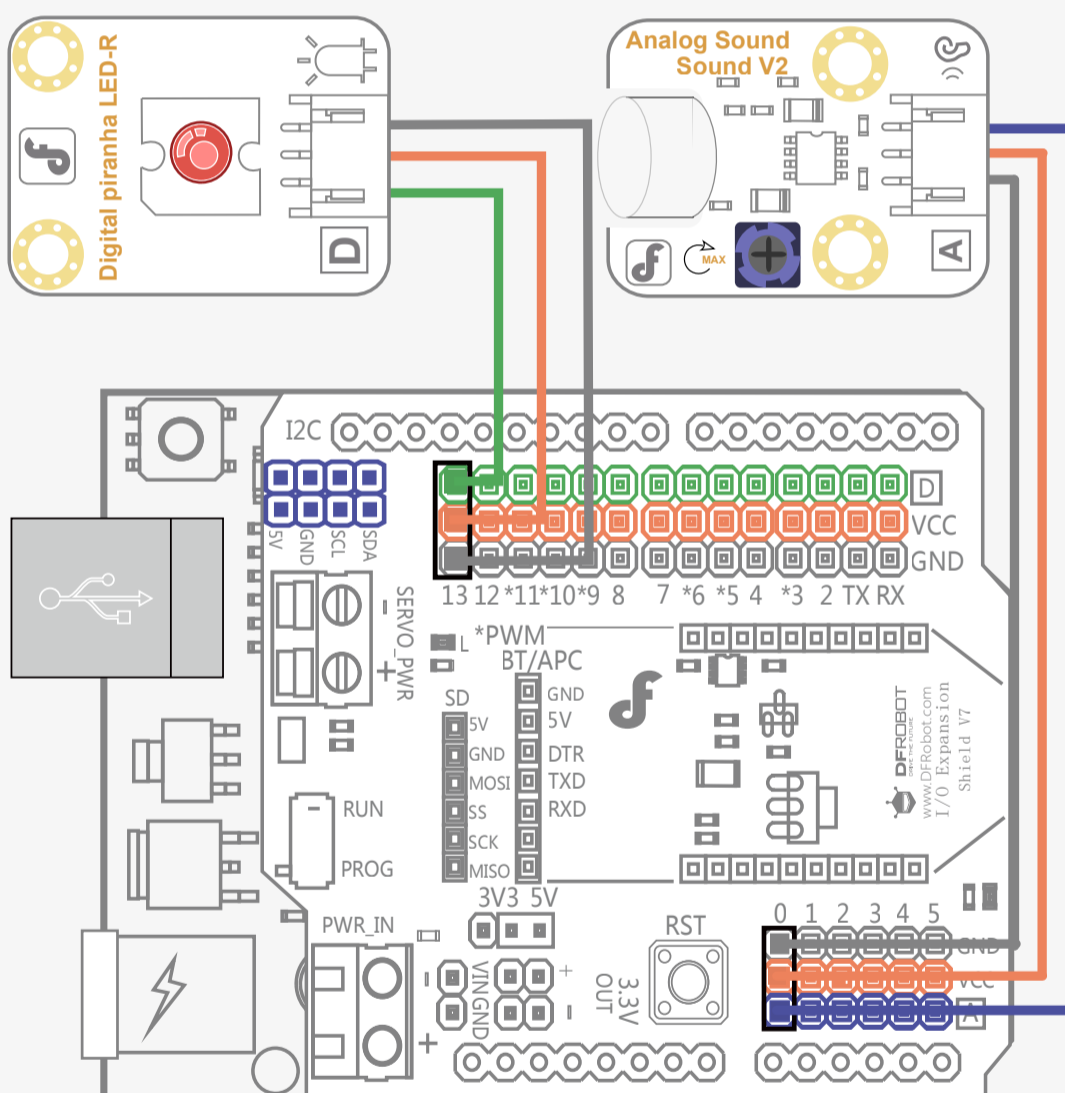 Digital piranha LED-R
D
Analog Sound
Sound V2
MAX
A
I2C
D
VCC
GND
5V
GND
SCL
SDA
13 12 *11 *10 *9 8 7 *6 *5 4 *3 2 TX RX
SERVO_PWR
-
+
L
*PWM
BT/APC
GND
5V
DTR
TXD
RXD
SD
5V
GND
MOSI
SS
SCK
MISO
DFROBOT
DRIVE THE FUTURE
www.DFRobot.com
I/O Expansion
Shield V7
RUN
PROG
3V3 5V
PWR_IN
-
+
VIN
GND
+
-
RST
3.3V
OUT
0 1 2 3 4 5
GND
VCC
A